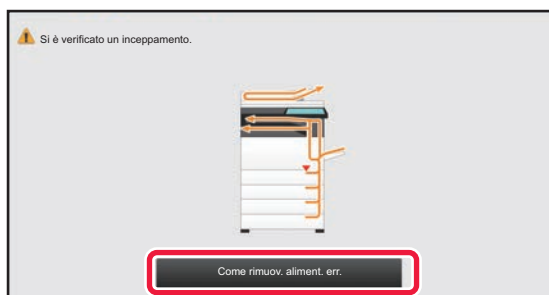 Si è verificato un inceppamento.
Come rimuov. aliment. err.